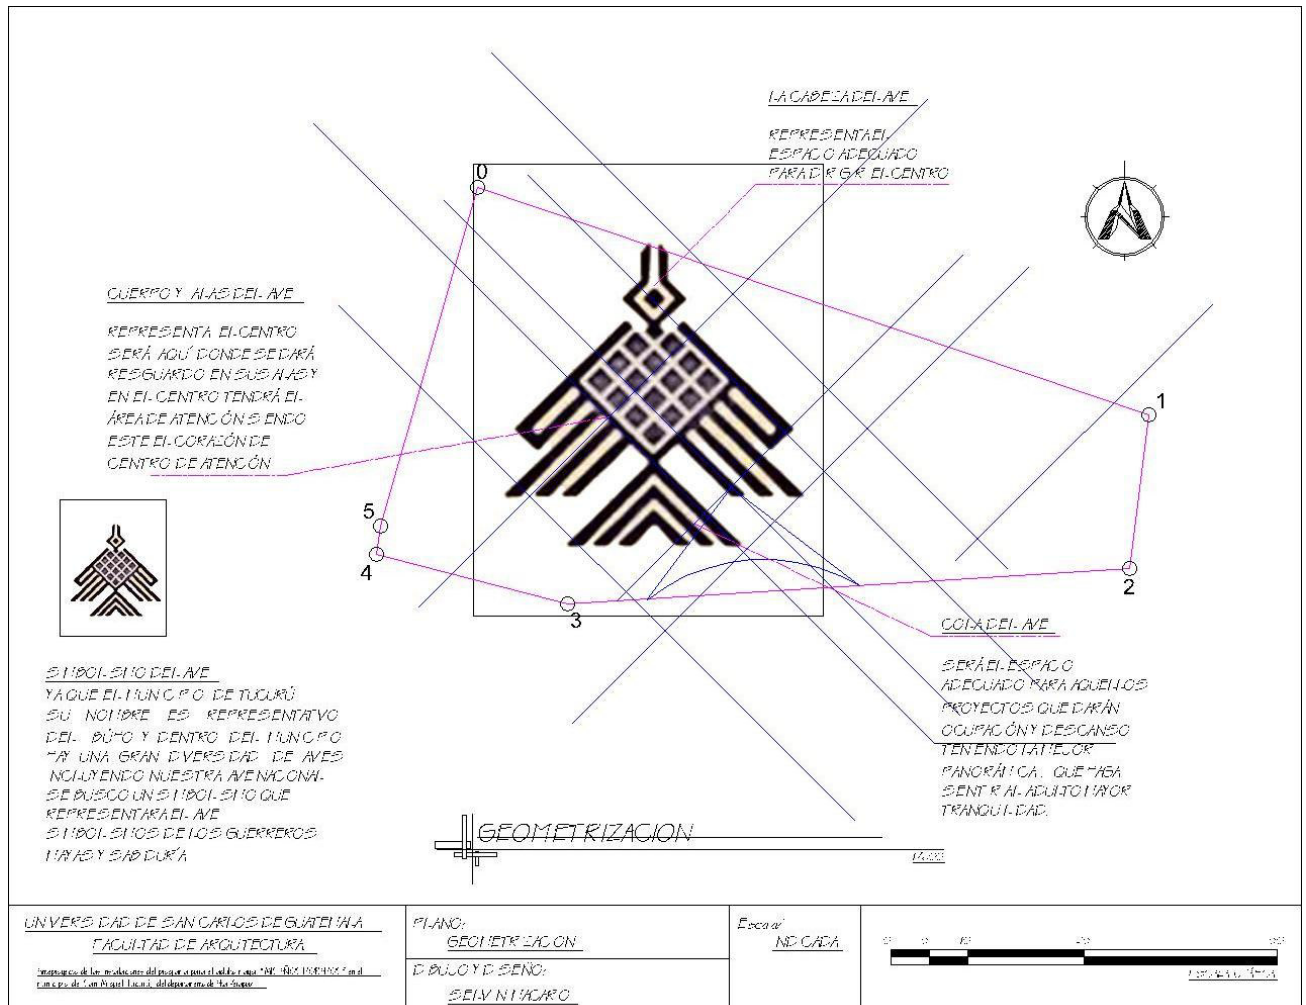 LA CABEZA DEL AVE
REPRESENTA EL
ESPACIO ADECUADO
PARA DIRIGIR EL CENTRO
0
CUERPO Y ALAS DEL AVE
REPRESENTA EL CENTRO
SERÁ AQUÍ DONDE SE DARÁ
RESGUARDO EN SUS ALAS Y
EN EL CENTRO TENDRÁ EL
ÁREA DE ATENCIÓN SIENDO
ESTE EL CORAZÓN DE
CENTRO DE ATENCIÓN
1
5
4
3
2
COLA DEL AVE
SERÁ EL ESPACIO
ADECUADO PARA AQUELLOS
PROYECTOS QUE DARÁN
OCUPACIÓN Y DESCANSO
TENIENDO LA MEJOR
PANORÁMICA, QUE HAGA
SENTIR AL ADULTO MAYOR
TRANQUILIDAD.
SIMBOLISMO DEL AVE
YA QUE EL MUNICIPIO DE TUCURÚ
SU NOMBRE ES REPRESENTATIVO
DEL BÚHO Y DENTRO DEL MUNICIPIO
HAY UNA GRAN DIVERSIDAD DE AVES
INCLUYENDO NUESTRA AVE NACIONAL
SE BUSCO UN SIMBOLISMO QUE
REPRESENTARA EL AVE
SIMBOLISMOS DE LOS GUERREROS
MAYAS Y SABIDURÍA
GEOMETRIZACION
UNIVERSIDAD DE SAN CARLOS DE GUATEMALA
FACULTAD DE ARQUITECTURA
PLANO:
GEOMETRIZACION
DIBUJO Y DISEÑO:
SELVIN MACARIO
Escala:
INDICADA
ESCALA GRÁFICA